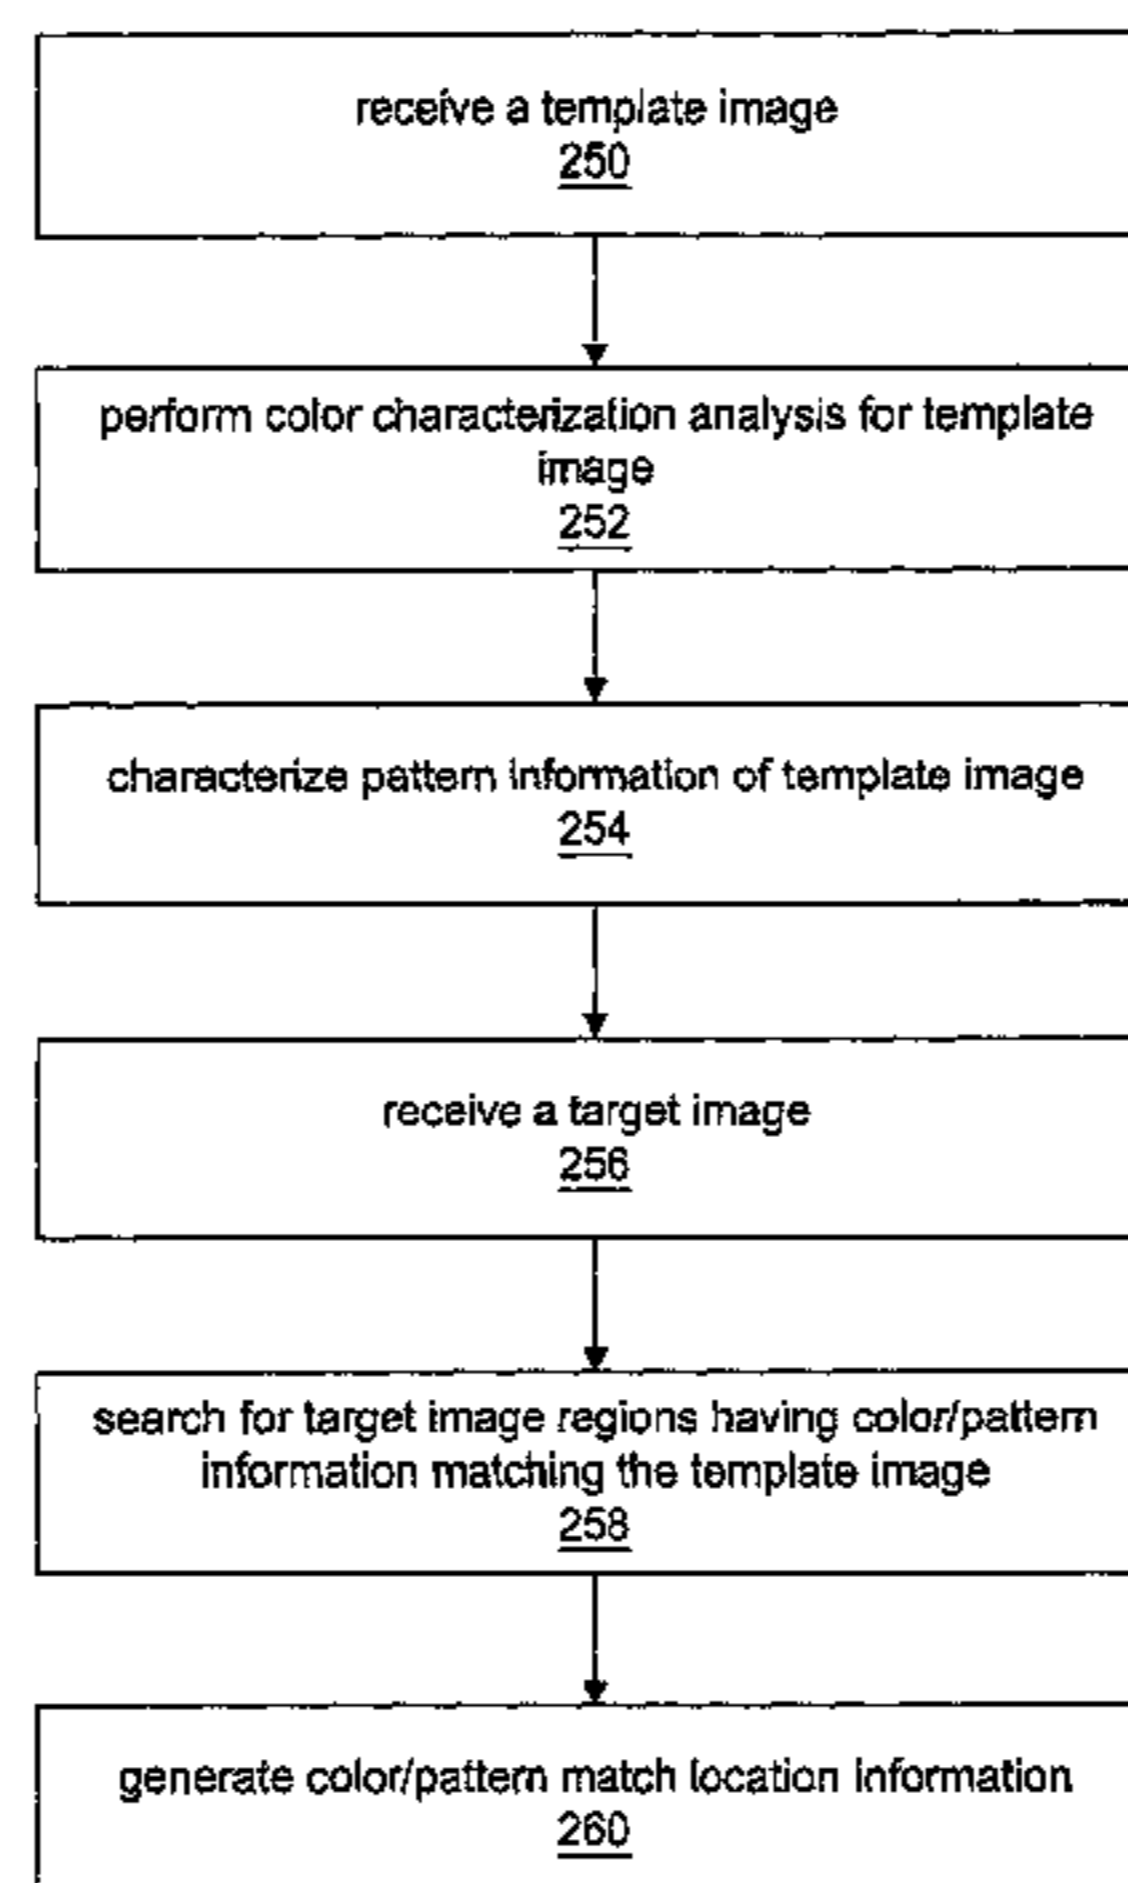 receive a template image
250
perform color characterization analysis for template
image
252
characterize pattern information of template image
254
receive a target image
256
search for target image regions having color/pattern
information matching the template image
258
generate color/pattern match location information
260